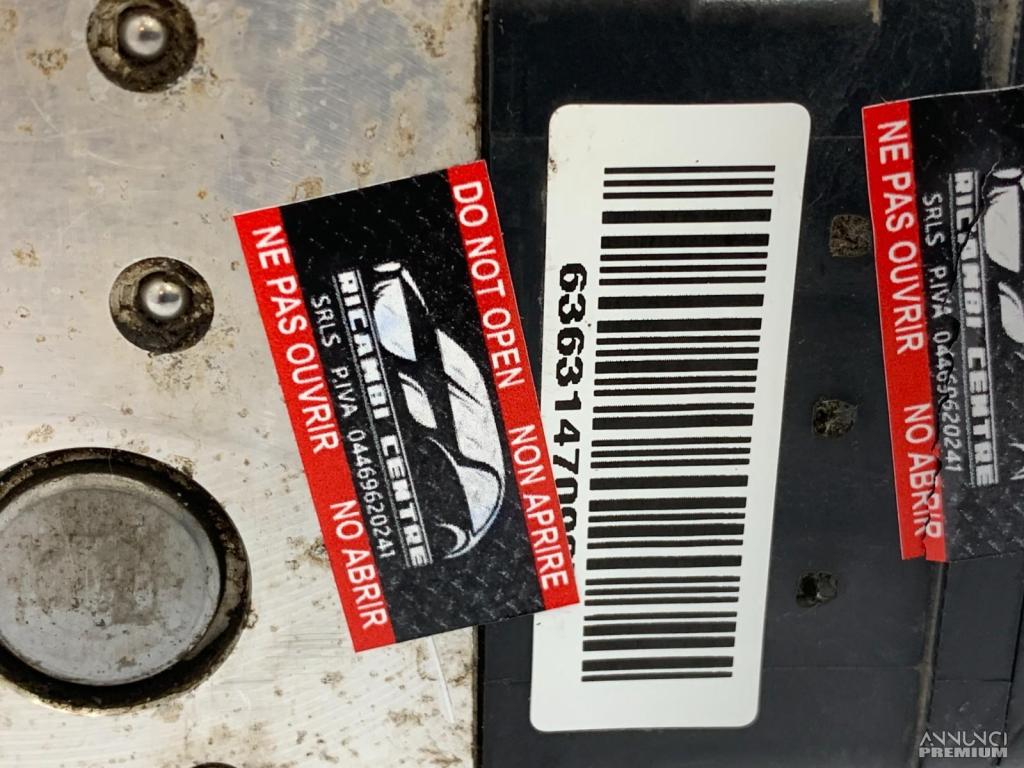 DO NOT OPEN NON APRIRE
RICAMBI CENTRE
SRLS P.IVA 04469620241
NE PAS OUVRIR NO ABRIR
RICAMBI CENTRE
SRLS P.IVA 04469620241
NE PAS OUVRIR NO ABRIR
ANNUNCI
PREMIUM